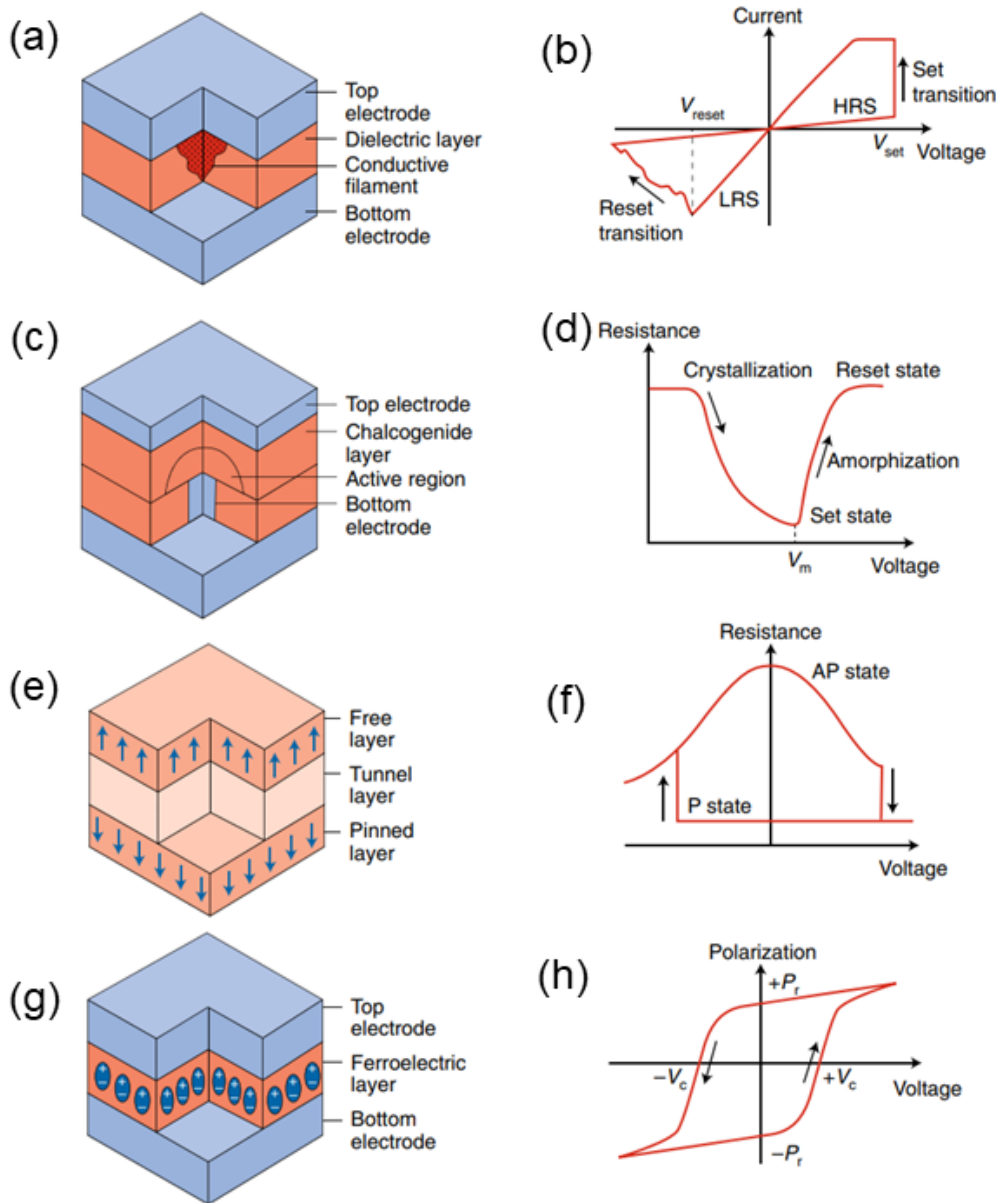 (a)
Top
electrode
Dielectric layer
Conductive
filament
Bottom
electrode
(b)
Current
Set
transition
HRS
V_reset
V_set
Voltage
LRS
Reset
transition
(c)
Top electrode
Chalcogenide
layer
Active region
Bottom
electrode
(d)
Resistance
Crystallization
Reset state
Amorphization
Set state
V_m
Voltage
(e)
Free
layer
Tunnel
layer
Pinned
layer
(f)
Resistance
AP state
P state
Voltage
(g)
Top
electrode
Ferroelectric
layer
Bottom
electrode
+
−
+
−
+
−
+
−
+
−
+
−
+
−
+
−
+
−
+
−
(h)
Polarization
+P_r
−V_c
+V_c
Voltage
−P_r